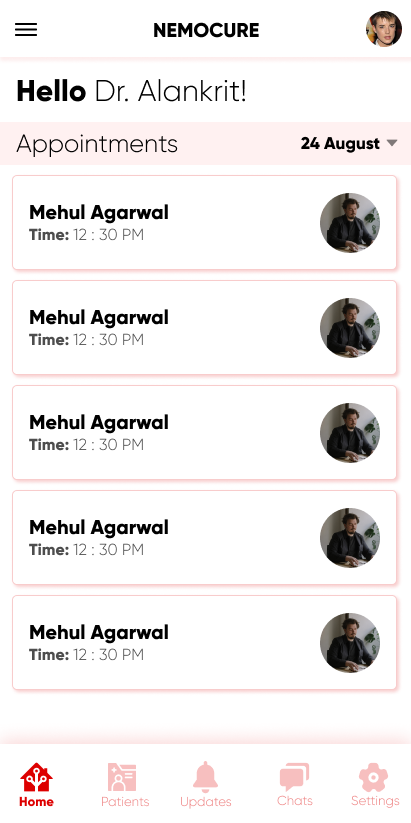 NEMOCURE
Hello Dr. Alankrit!
Appointments 24 August
Mehul Agarwal
Time: 12 : 30 PM
Mehul Agarwal
Time: 12 : 30 PM
Mehul Agarwal
Time: 12 : 30 PM
Mehul Agarwal
Time: 12 : 30 PM
Mehul Agarwal
Time: 12 : 30 PM
Home Patients Updates Chats Settings